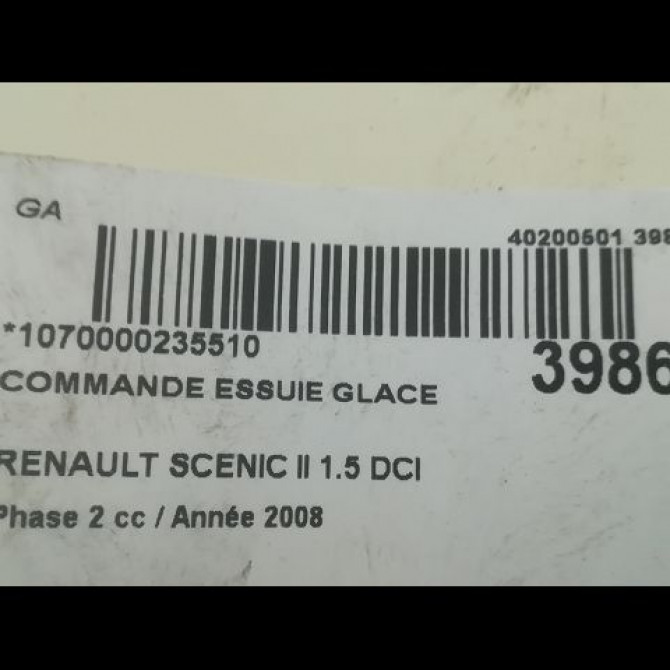 GA
40200501 398
*1070000235510
3986
COMMANDE ESSUIE GLACE
RENAULT SCENIC II 1.5 DCI
Phase 2 cc / Année 2008